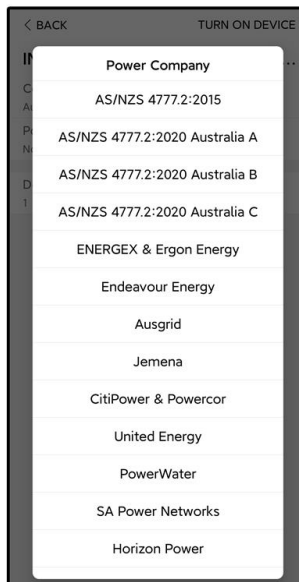 BACK
TURN ON DEVICE
Power Company
AS/NZS 4777.2:2015
AS/NZS 4777.2:2020 Australia A
AS/NZS 4777.2:2020 Australia B
AS/NZS 4777.2:2020 Australia C
ENERGEX & Ergon Energy
Endeavour Energy
Ausgrid
Jemena
CitiPower & Powercor
United Energy
PowerWater
SA Power Networks
Horizon Power
1